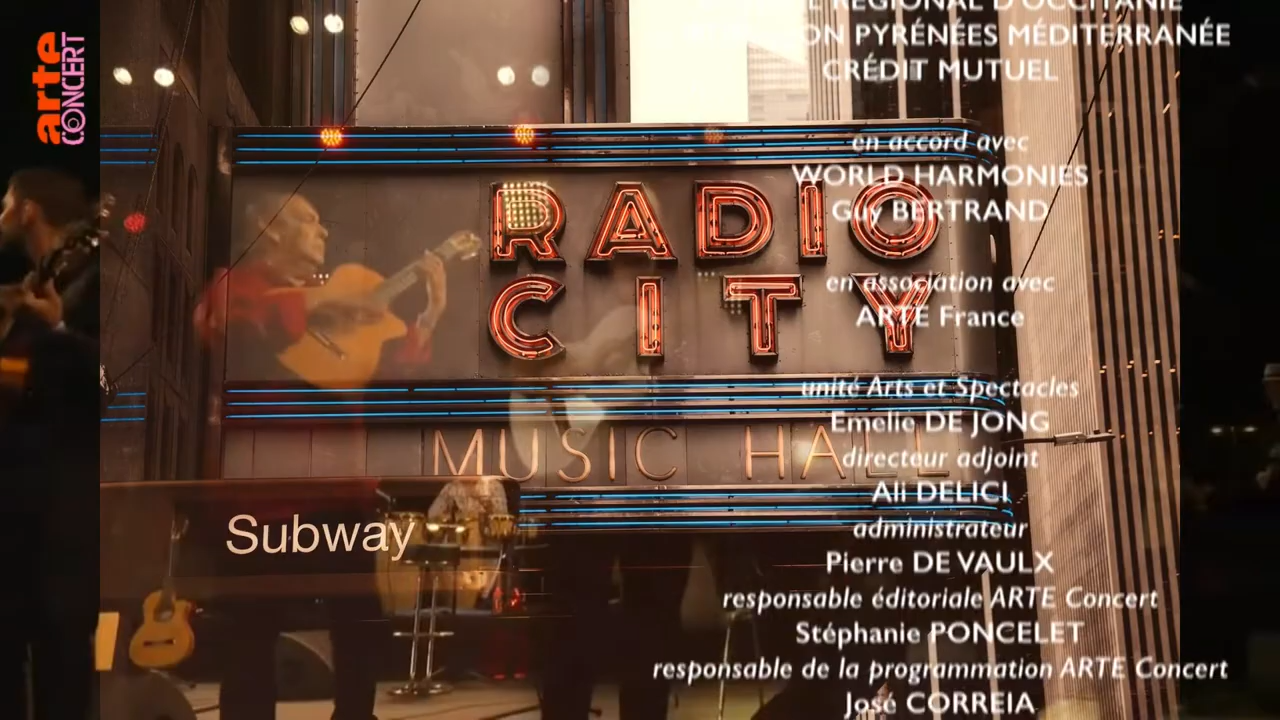 arte
CONCERT
RÉGIONAL D'OCCITANIE
PYRÉNÉES MÉDITERRANÉE
CRÉDIT MUTUEL
en accord avec
WORLD HARMONIES
Guy BERTRAND
en association avec
ARTE France
unité Arts et Spectacles
Emelie DE JONG
directeur adjoint
Ali DELICI
administrateur
Pierre DE VAULX
responsable éditoriale ARTE Concert
Stéphanie PONCELET
responsable de la programmation ARTE Concert
José CORREIA
RADIO
CITY
MUSIC HALL
Subway